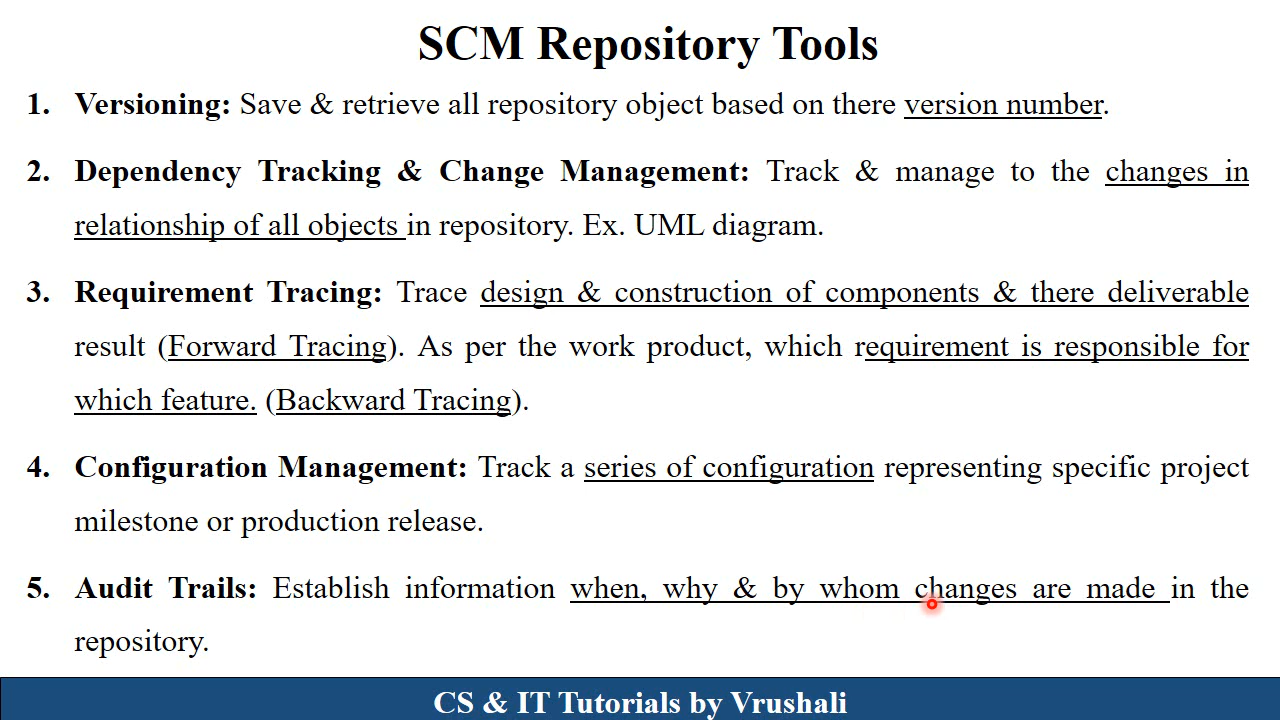 SCM Repository Tools
1. Versioning: Save & retrieve all repository object based on there version number.
2. Dependency Tracking & Change Management: Track & manage to the changes in
relationship of all objects in repository. Ex. UML diagram.
3. Requirement Tracing: Trace design & construction of components & there deliverable
result (Forward Tracing). As per the work product, which requirement is responsible for
which feature. (Backward Tracing).
4. Configuration Management: Track a series of configuration representing specific project
milestone or production release.
5. Audit Trails: Establish information when, why & by whom changes are made in the
repository.
CS & IT Tutorials by Vrushali